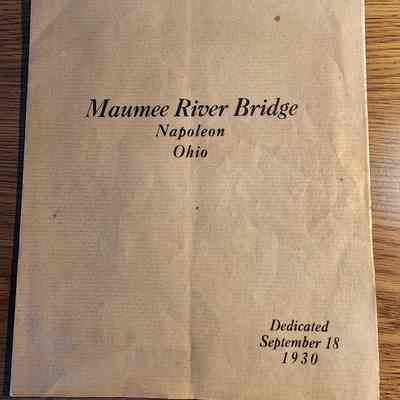 Maumee River Bridge
Napoleon
Ohio
Dedicated
September 18
1930